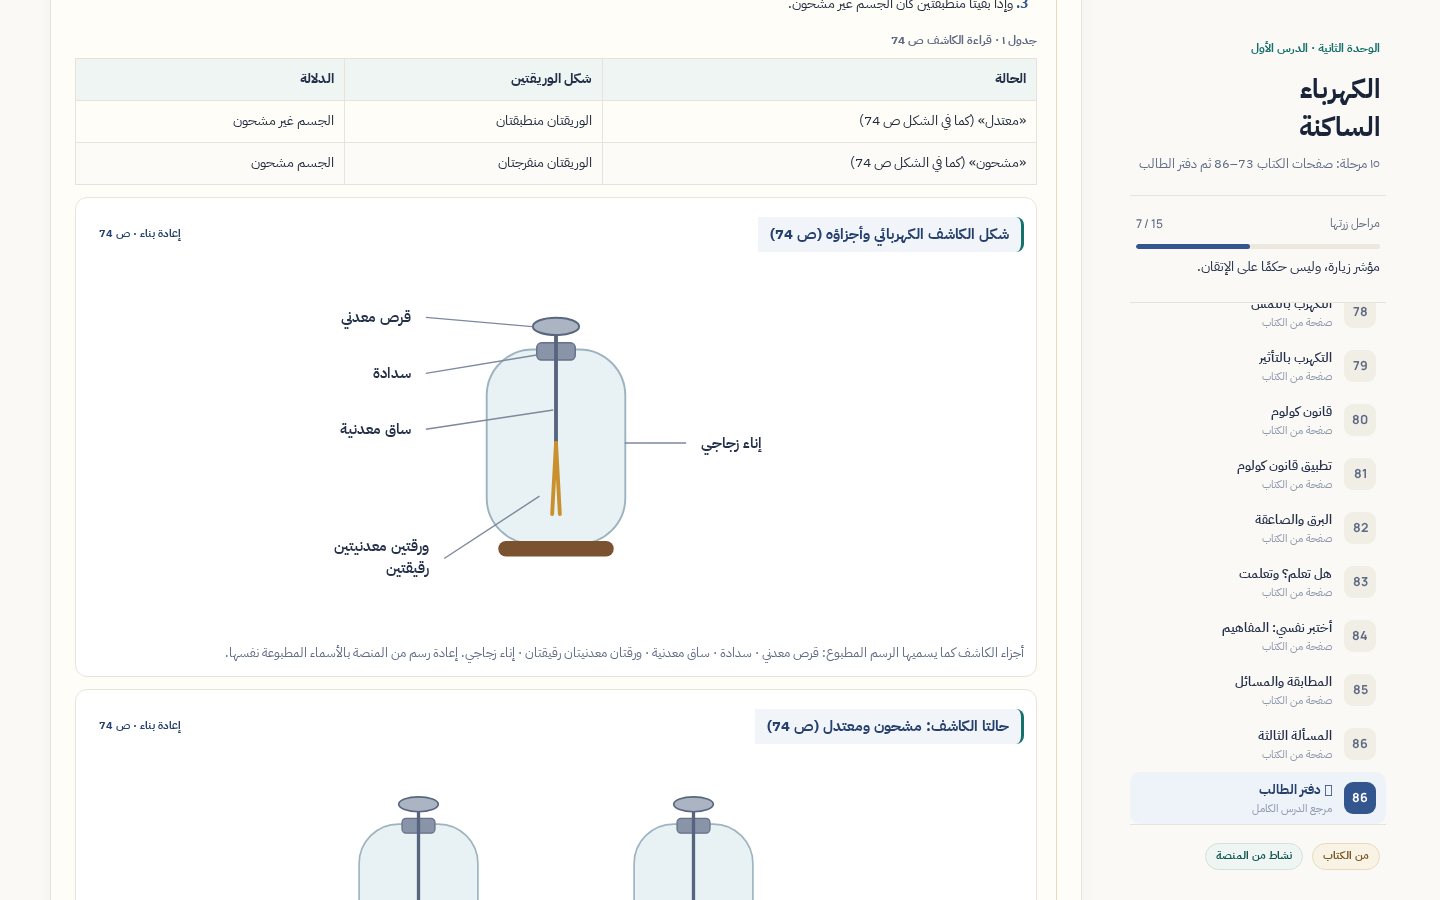 الوحدة الثانية · الدرس الأول
الكهرباء
الساكنة
١٥ مرحلة: صفحات الكتاب 73–86 ثم دفتر الطالب
مراحل زرتها
7 / 15
مؤشر زيارة، وليس حكمًا على الإتقان.
78
التكهرب باللمس
صفحة من الكتاب
79
التكهرب بالتأثير
صفحة من الكتاب
80
قانون كولوم
صفحة من الكتاب
81
تطبيق قانون كولوم
صفحة من الكتاب
82
البرق والصاعقة
صفحة من الكتاب
83
هل تعلم؟ وتعلمت
صفحة من الكتاب
84
أختبر نفسي: المفاهيم
صفحة من الكتاب
85
المطابقة والمسائل
صفحة من الكتاب
86
المسألة الثالثة
صفحة من الكتاب
86
دفتر الطالب
مرجع الدرس الكامل
من الكتاب
نشاط من المنصة
3. وإذا بقيتا منطبقتين كان الجسم غير مشحون.
جدول ١ · قراءة الكاشف ص 74
الحالة
شكل الوريقتين
الدلالة
«معتدل» (كما في الشكل ص 74)
الوريقتان منطبقتان
الجسم غير مشحون
«مشحون» (كما في الشكل ص 74)
الوريقتان منفرجتان
الجسم مشحون
شكل الكاشف الكهربائي وأجزاؤه (ص 74)
إعادة بناء · ص 74
قرص معدني
سدادة
ساق معدنية
إناء زجاجي
ورقتين معدنيتين
رقيقتين
أجزاء الكاشف كما يسميها الرسم المطبوع: قرص معدني · سدادة · ساق معدنية · ورقتان معدنيتان رقيقتان · إناء زجاجي. إعادة رسم من المنصة بالأسماء المطبوعة نفسها.
حالتا الكاشف: مشحون ومعتدل (ص 74)
إعادة بناء · ص 74